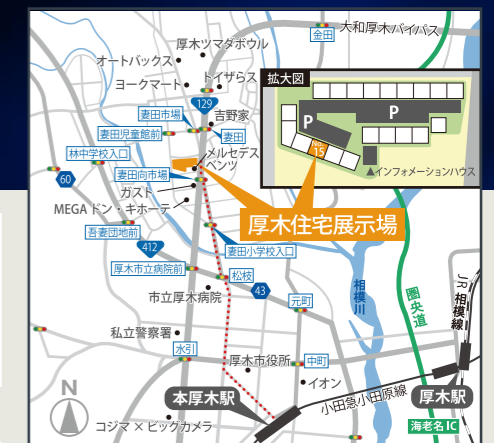 大和厚木バイパス
金田
厚木ツマダボウル
オートバックス
ヨークマート
トイザらス
129
吉野家
妻田市場
妻田児童館前
妻田
林中学校入口
メルセデス
ベンツ
60
妻田向市場
ガスト
MEGAドン・キホーテ
吾妻団地前
412
厚木市立病院前
妻田小学校入口
松枝
43
市立厚木病院
元町
私立警察署
水引
厚木市役所
中町
イオン
本厚木駅
コジマ×ビッグカメラ
N
拡大図
P
P
15
▲インフォメーションハウス
厚木住宅展示場
相模川
圏央道
JR相模線
小田急小田原線
厚木駅
海老名IC